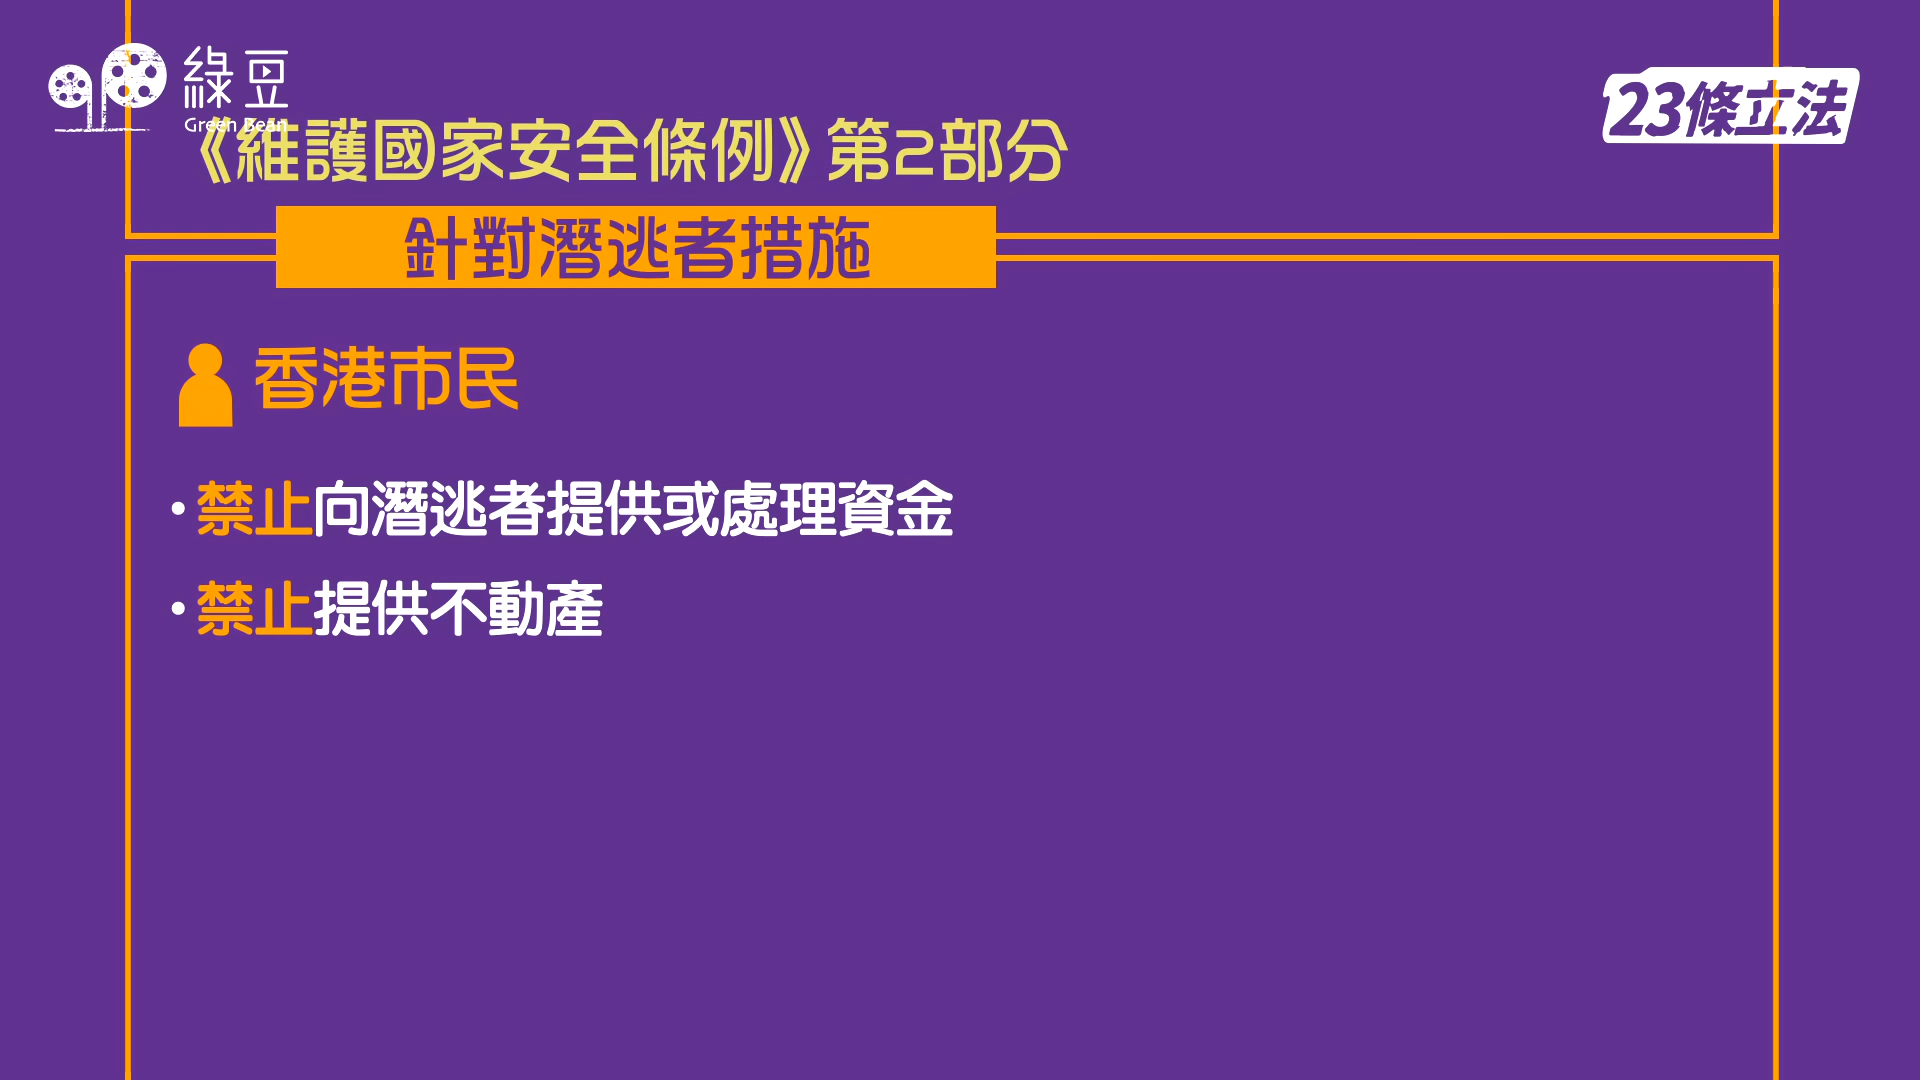 綠豆
Green Bean
23條立法
《維護國家安全條例》第2部分
針對潛逃者措施
香港市民
•禁止向潛逃者提供或處理資金
•禁止提供不動產